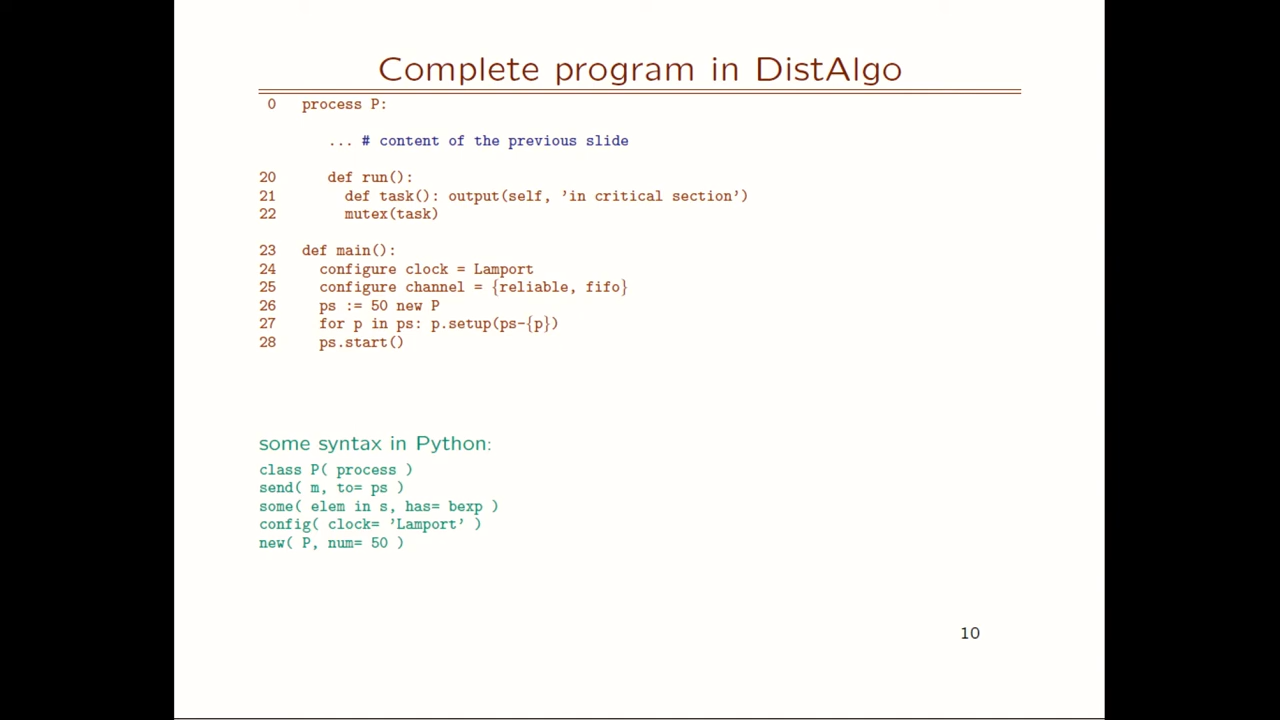 Complete program in DistAlgo
0 process P:
... # content of the previous slide
20 def run():
21 def task(): output(self, 'in critical section')
22 mutex(task)
23 def main():
24 configure clock = Lamport
25 configure channel = {reliable, fifo}
26 ps := 50 new P
27 for p in ps: p.setup(ps-{p})
28 ps.start()
some syntax in Python:
class P( process )
send( m, to= ps )
some( elem in s, has= bexp )
config( clock= 'Lamport' )
new( P, num= 50 )
10